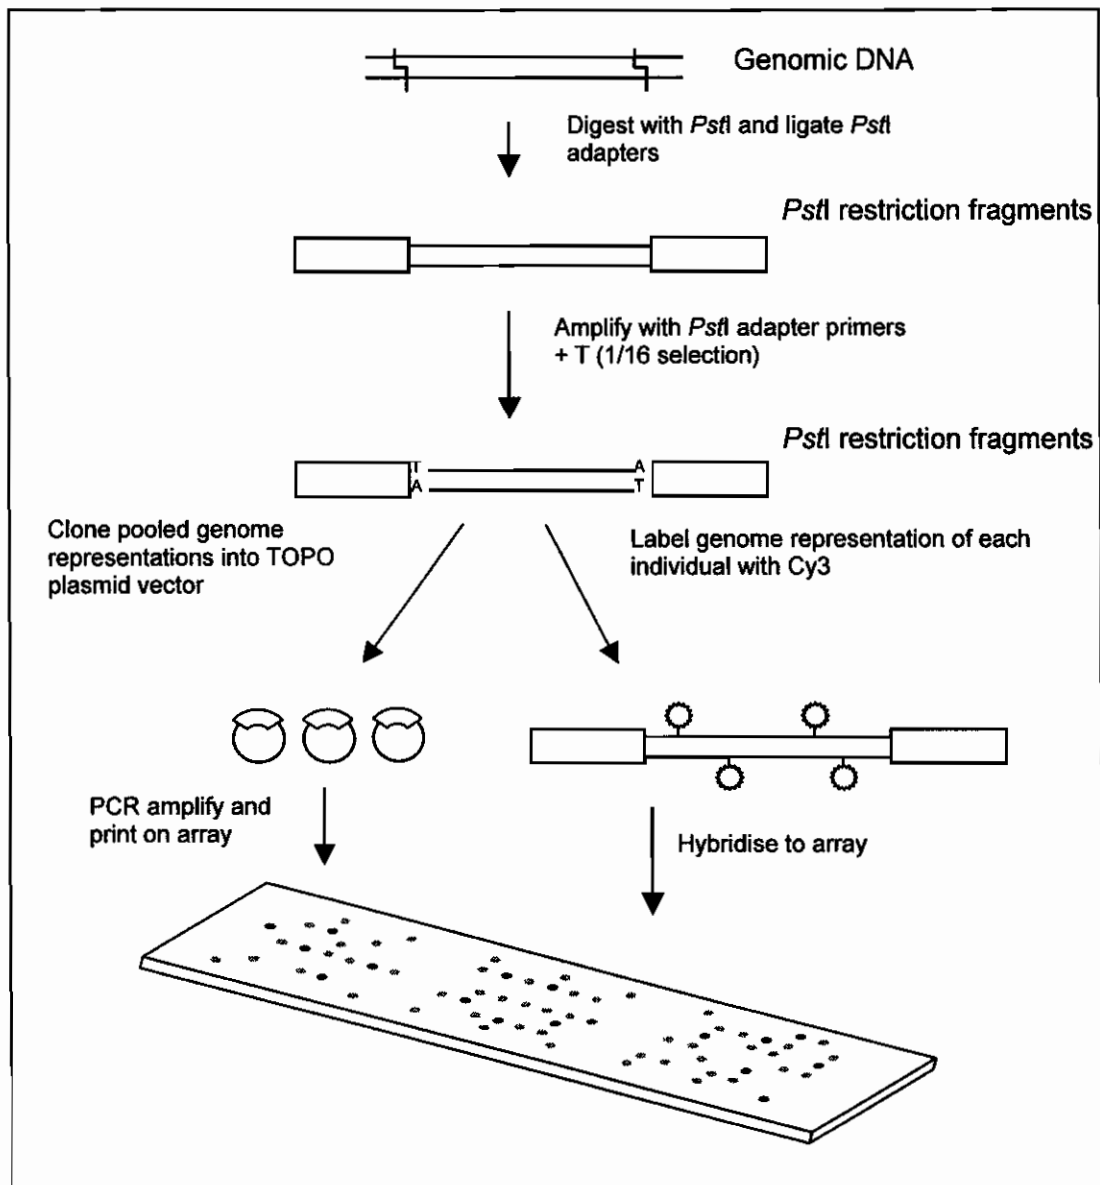 Genomic DNA
Digest with PstI and ligate PstI
adapters
PstI restriction fragments
Amplify with PstI adapter primers
+ T (1/16 selection)
PstI restriction fragments
T
A
A
T
Clone pooled genome
representations into TOPO
plasmid vector
Label genome representation of each
individual with Cy3
PCR amplify and
print on array
Hybridise to array